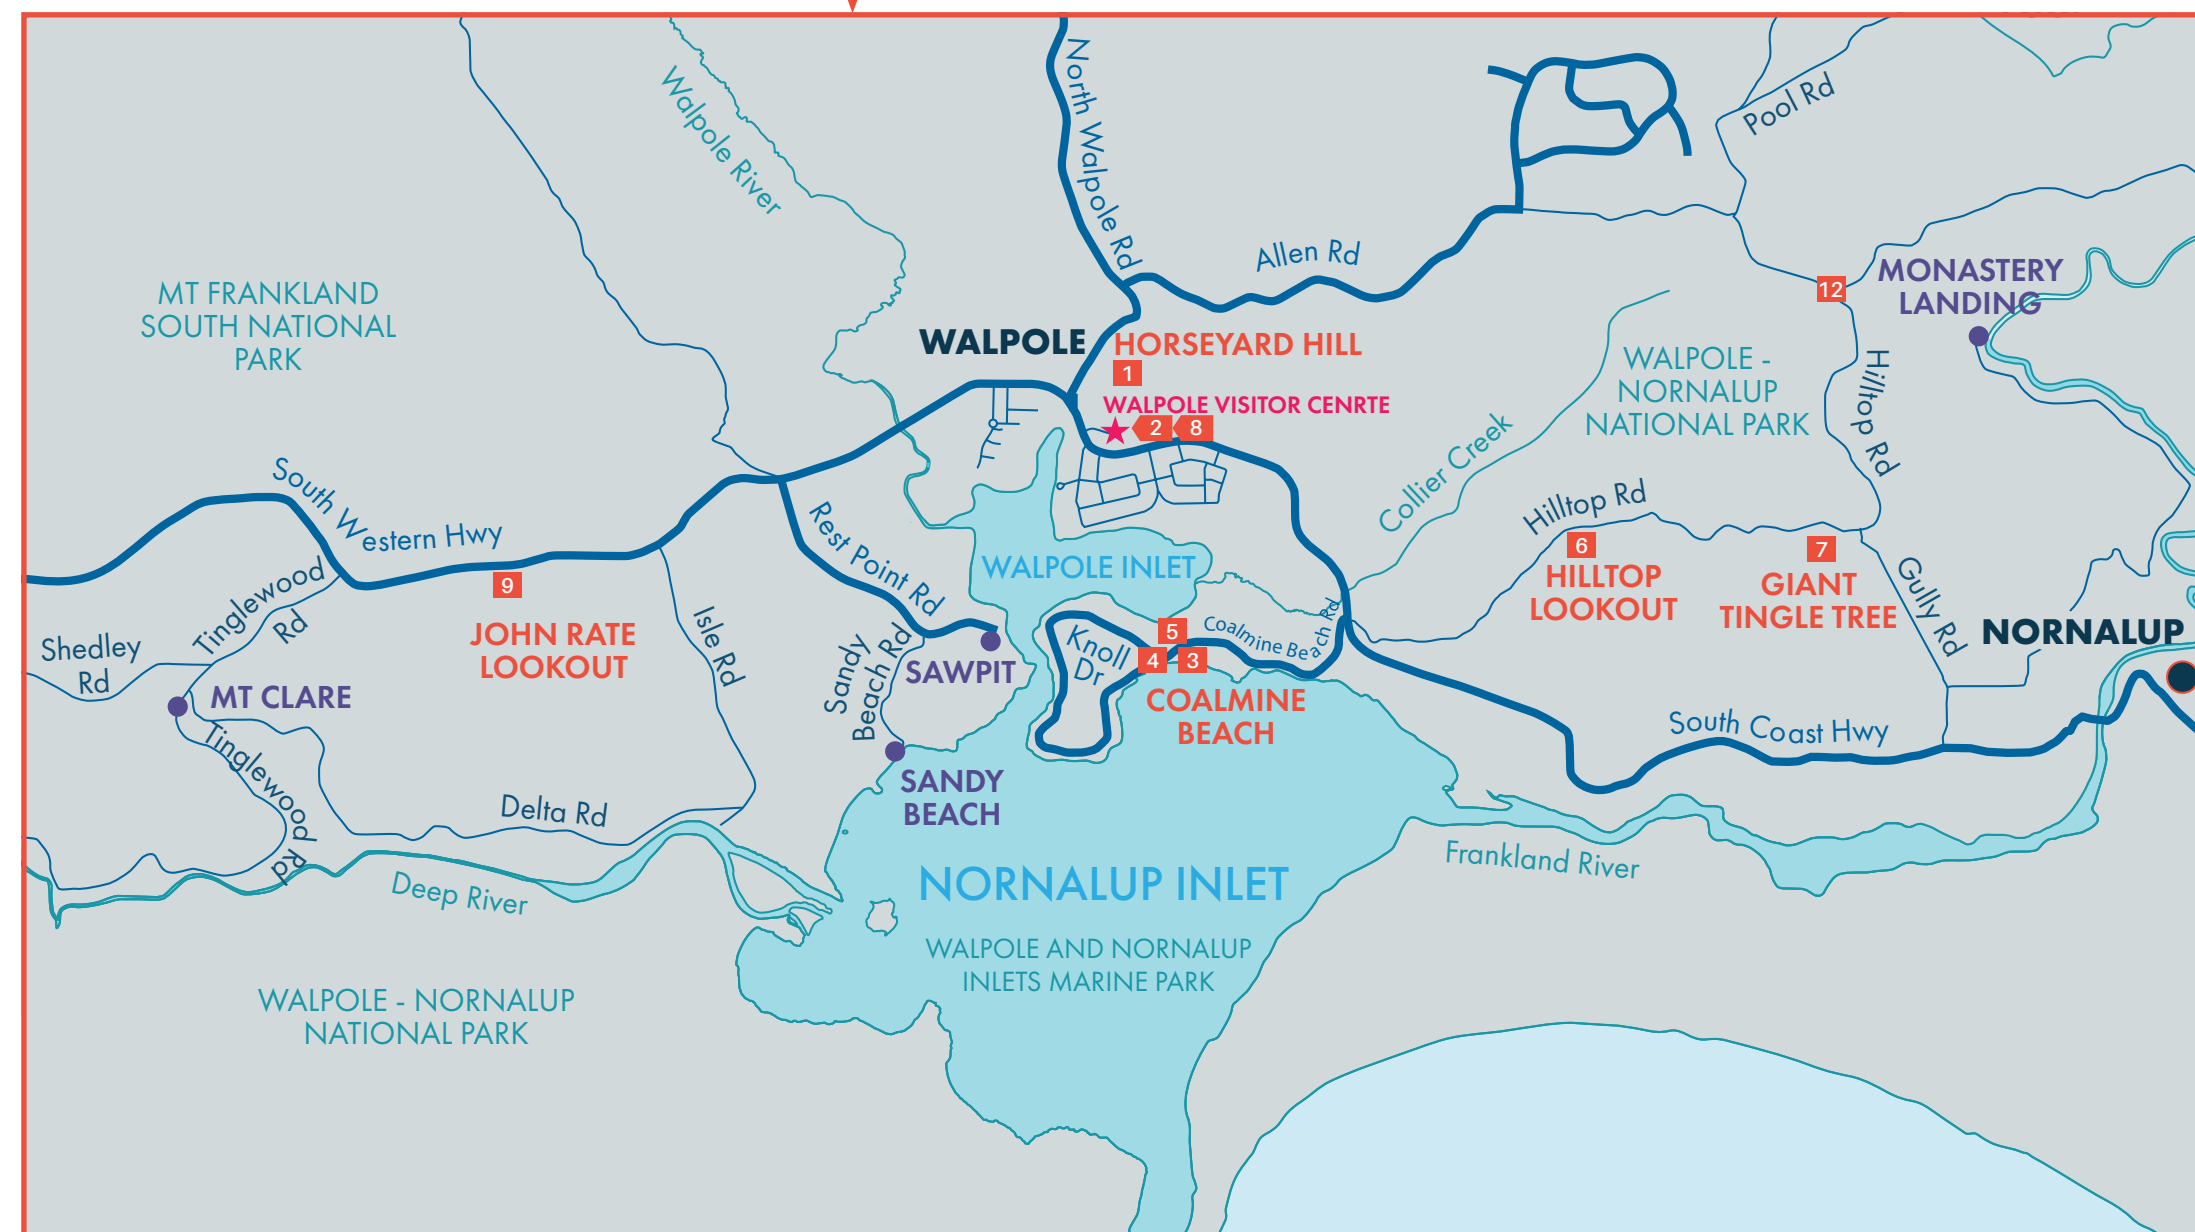 Pool Rd
North Walpole Rd
Walpole River
Allen Rd
MT FRANKLAND
SOUTH NATIONAL
PARK
12
MONASTERY
LANDING
WALPOLE
HORSEYARD HILL
1
WALPOLE VISITOR CENRTE
2
8
WALPOLE -
NORNALUP
NATIONAL PARK
Hilltop Rd
Collier Creek
South Western Hwy
Rest Point Rd
Hilltop Rd
6
HILLTOP
LOOKOUT
7
GIANT
TINGLE TREE
Gully Rd
NORNALUP
9
JOHN RATE
LOOKOUT
Tinglewood
Rd
Shedley
Rd
MT CLARE
Isle Rd
WALPOLE INLET
Sandy
Beach Rd
SAWPIT
Knoll
Dr
5
4
3
Coalmine Beach Rd
COALMINE
BEACH
South Coast Hwy
Tinglewood Rd
Delta Rd
SANDY
BEACH
Deep River
Frankland River
NORNALUP INLET
WALPOLE AND NORNALUP
INLETS MARINE PARK
WALPOLE - NORNALUP
NATIONAL PARK